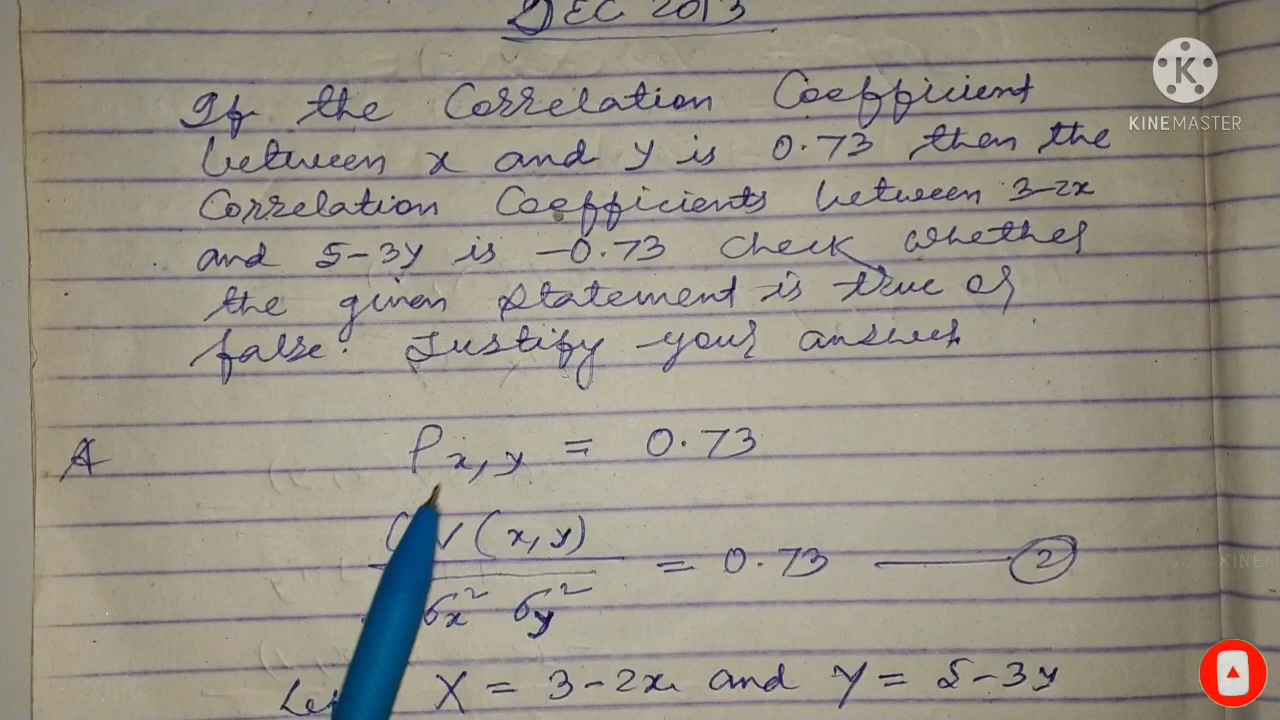 DEC 2013
K
KINEMASTER
If the Correlation Coefficient
between x and y is 0.73 then the
Correlation Coefficients between 3-2x
and 5-3y is -0.73 check whether
the given statement is true or
false. Justify your answer
A
ρx,y = 0.73
(x,y)
= 0.73 — 2
σx² σy²
Let X = 3-2x and Y = 5-3y